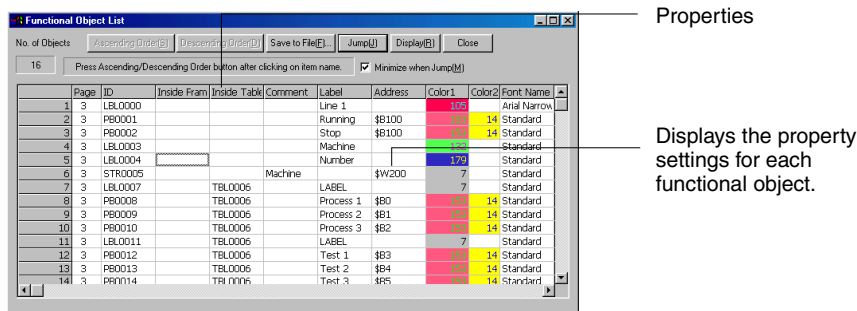 Functional Object List
Properties
No. of Objects Ascending Order[S] Descending Order[D] Save to File[F]... Jump[J] Display[R] Close
16 Press Ascending/Descending Order button after clicking on item name. Minimize when Jump[M]
Page ID Inside Fram Inside Table Comment Label Address Color1 Color2 Font Name
1 3 LBL0000 Line 1 105 Arial Narrow
2 3 PB0001 Running $B100 14 Standard
3 3 PB0002 Stop $B100 14 Standard
4 3 LBL0003 Machine 132 Standard
5 3 LBL0004 Number 179 Standard
6 3 STR0005 Machine $W200 7 Standard
7 3 LBL0007 TBL0006 LABEL 7 Standard
8 3 PB0008 TBL0006 Process 1 $B0 14 Standard
9 3 PB0009 TBL0006 Process 2 $B1 14 Standard
10 3 PB0010 TBL0006 Process 3 $B2 14 Standard
11 3 LBL0011 TBL0006 LABEL 7 Standard
12 3 PB0012 TBL0006 Test 1 $B3 14 Standard
13 3 PB0013 TBL0006 Test 2 $B4 14 Standard
14 3 PB0014 TBL0006 Test 3 $B5 14 Standard
Displays the property
settings for each
functional object.